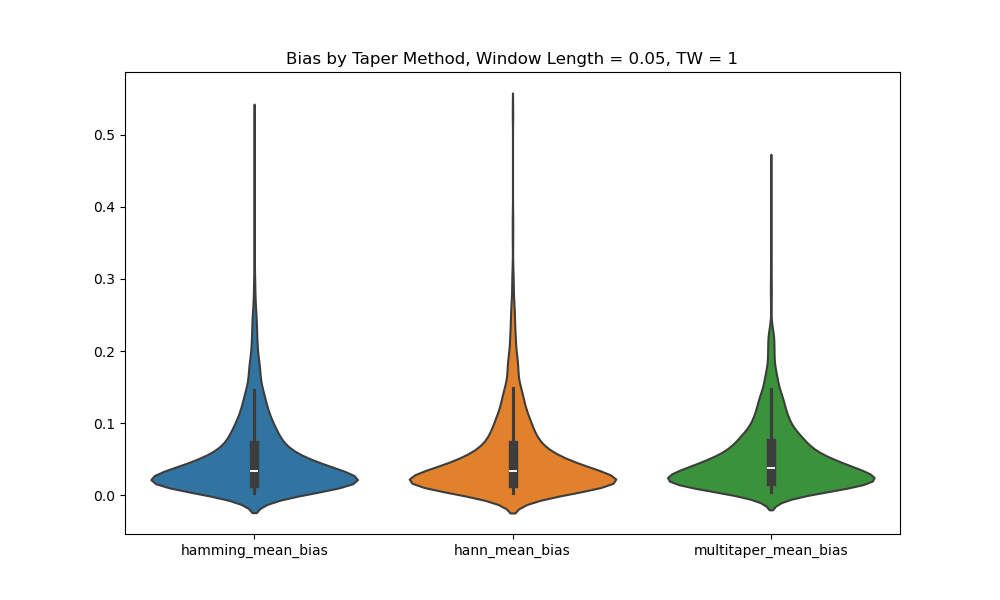 Bias by Taper Method, Window Length = 0.05, TW = 1
0.5
0.4
0.3
0.2
0.1
0.0
hamming_mean_bias
hann_mean_bias
multitaper_mean_bias